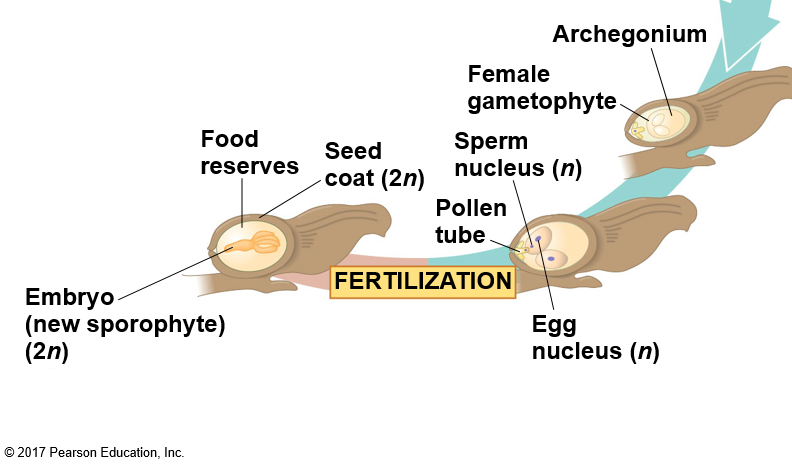 Archegonium
Female
gametophyte
Sperm
nucleus (n)
Food
reserves
Seed
coat (2n)
Pollen
tube
FERTILIZATION
Embryo
(new sporophyte)
(2n)
Egg
nucleus (n)
© 2017 Pearson Education, Inc.